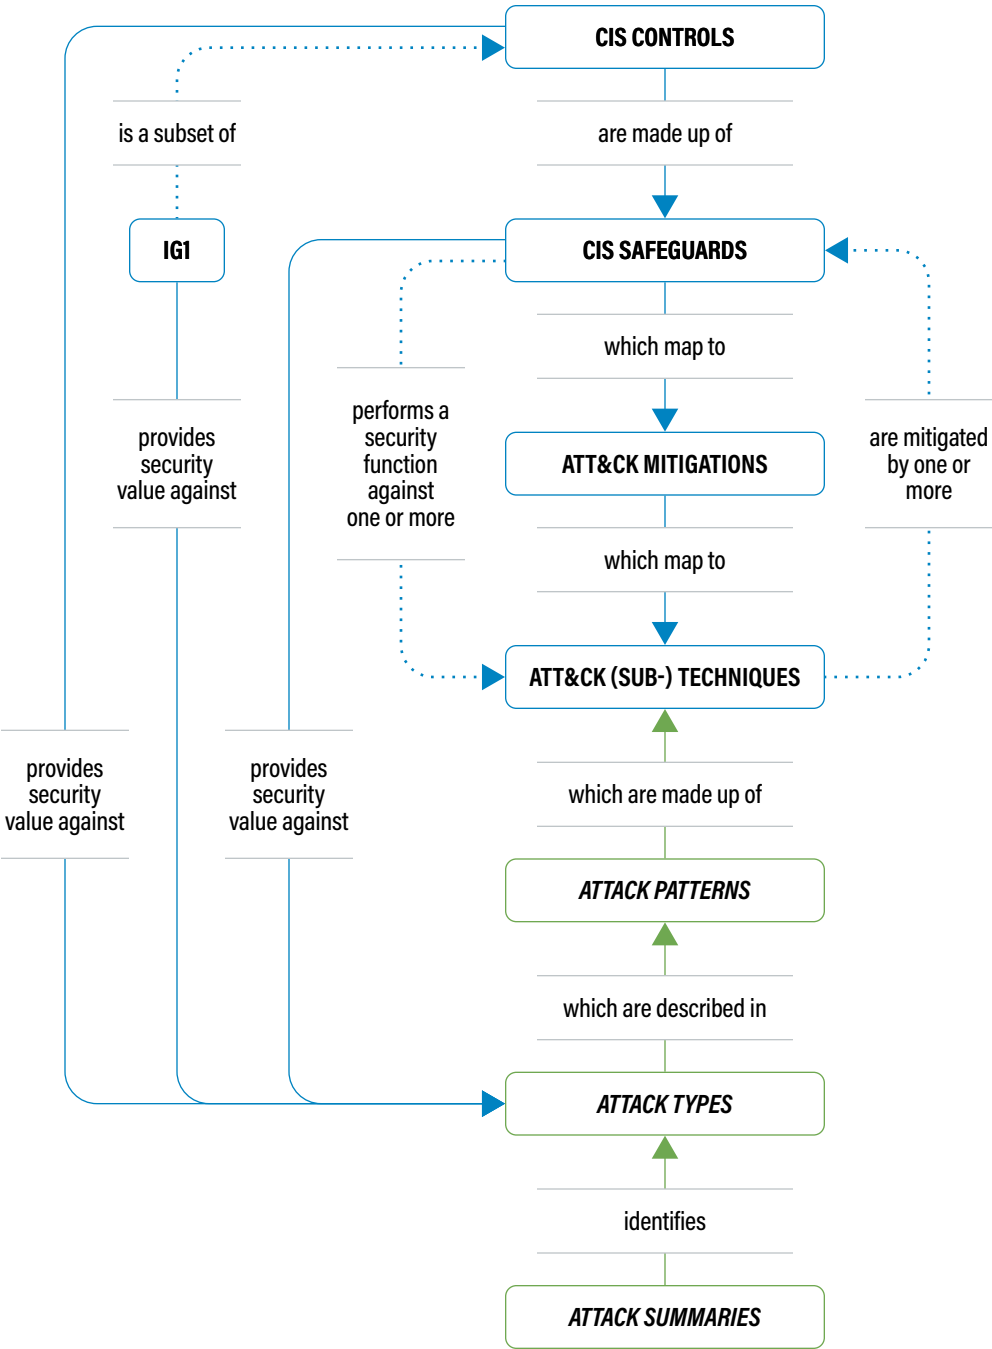 CIS CONTROLS
is a subset of
are made up of
IG1
CIS SAFEGUARDS
which map to
performs a
security
function
against
one or more
provides
security
value against
ATT&CK MITIGATIONS
are mitigated
by one or
more
which map to
ATT&CK (SUB-) TECHNIQUES
provides
security
value against
provides
security
value against
which are made up of
ATTACK PATTERNS
which are described in
ATTACK TYPES
identifies
ATTACK SUMMARIES